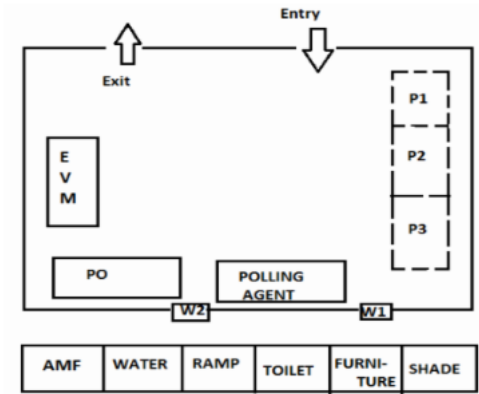 Entry
Exit
P1
P2
P3
E
V
M
PO
POLLING
AGENT
W2
W1
AMF
WATER
RAMP
TOILET
FURNI-
TURE
SHADE